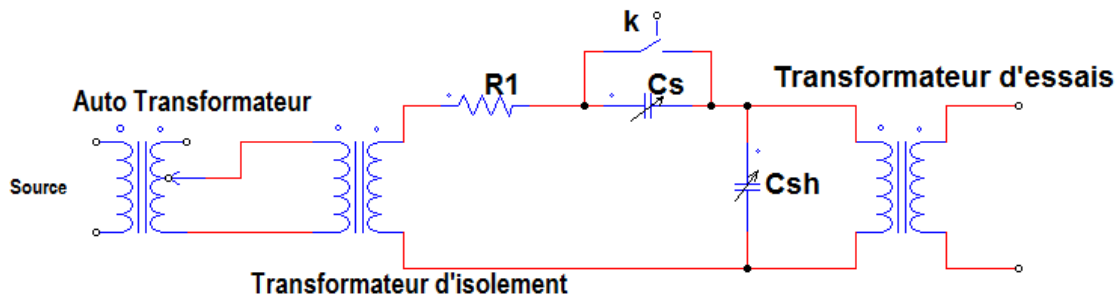 k
R1
Cs
Transformateur d'essais
Auto Transformateur
Source
Csh
Transformateur d'isolement